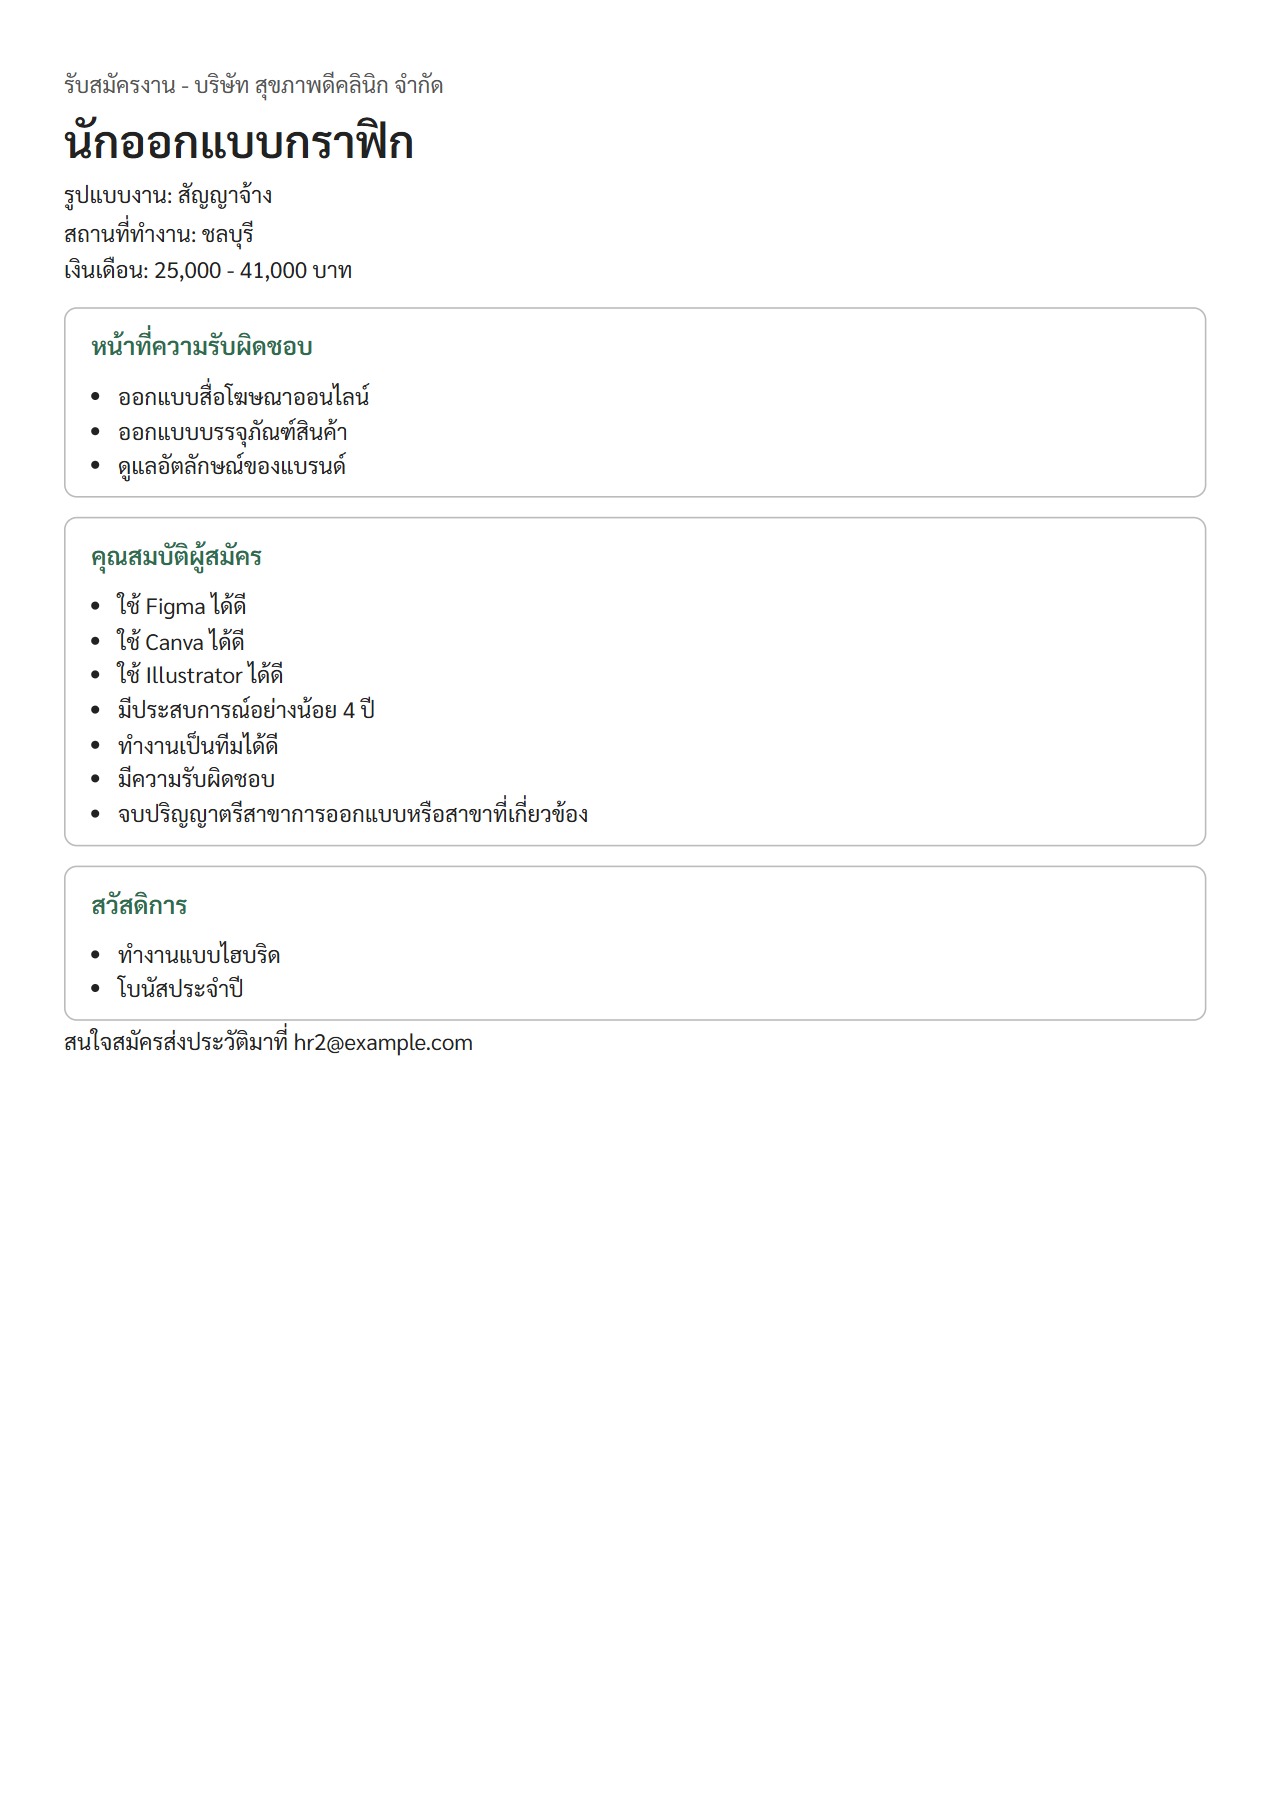 รับสมัครงาน - บริษัท สุขภาพดีคลินิก จำกัด
นักออกแบบกราฟิก
รูปแบบงาน: สัญญาจ้าง
สถานที่ทำงาน: ชลบุรี
เงินเดือน: 25,000 - 41,000 บาท
หน้าที่ความรับผิดชอบ
• ออกแบบสื่อโฆษณาออนไลน์
• ออกแบบบรรจุภัณฑ์สินค้า
• ดูแลอัตลักษณ์ของแบรนด์
คุณสมบัติผู้สมัคร
• ใช้ Figma ได้ดี
• ใช้ Canva ได้ดี
• ใช้ Illustrator ได้ดี
• มีประสบการณ์อย่างน้อย 4 ปี
• ทำงานเป็นทีมได้ดี
• มีความรับผิดชอบ
• จบปริญญาตรีสาขาการออกแบบหรือสาขาที่เกี่ยวข้อง
สวัสดิการ
• ทำงานแบบไฮบริด
• โบนัสประจำปี
สนใจสมัครส่งประวัติมาที่ hr2@example.com